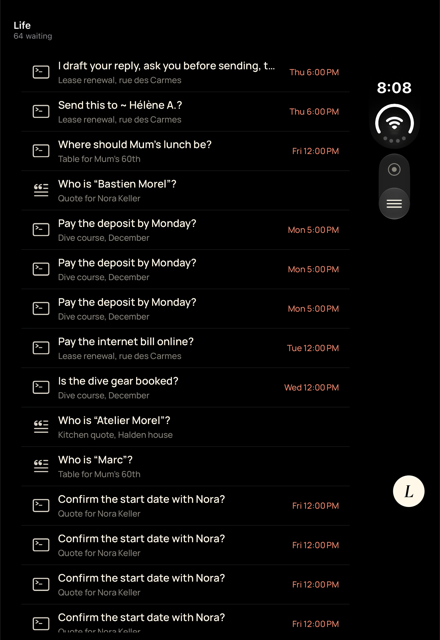 Life
64 waiting
8:08
I draft your reply, ask you before sending, t...
Lease renewal, rue des Carmes
Thu 6:00 PM
Send this to ~ Hélène A.?
Lease renewal, rue des Carmes
Thu 6:00 PM
Where should Mum's lunch be?
Table for Mum's 60th
Fri 12:00 PM
Who is “Bastien Morel”?
Quote for Nora Keller
Pay the deposit by Monday?
Dive course, December
Mon 5:00 PM
Pay the deposit by Monday?
Dive course, December
Mon 5:00 PM
Pay the deposit by Monday?
Dive course, December
Mon 5:00 PM
Pay the internet bill online?
Lease renewal, rue des Carmes
Tue 12:00 PM
Is the dive gear booked?
Dive course, December
Wed 12:00 PM
Who is “Atelier Morel”?
Kitchen quote, Halden house
Who is “Marc”?
Table for Mum's 60th
L
Confirm the start date with Nora?
Quote for Nora Keller
Fri 12:00 PM
Confirm the start date with Nora?
Quote for Nora Keller
Fri 12:00 PM
Confirm the start date with Nora?
Quote for Nora Keller
Fri 12:00 PM
Confirm the start date with Nora?
Quote for Nora Keller
Fri 12:00 PM